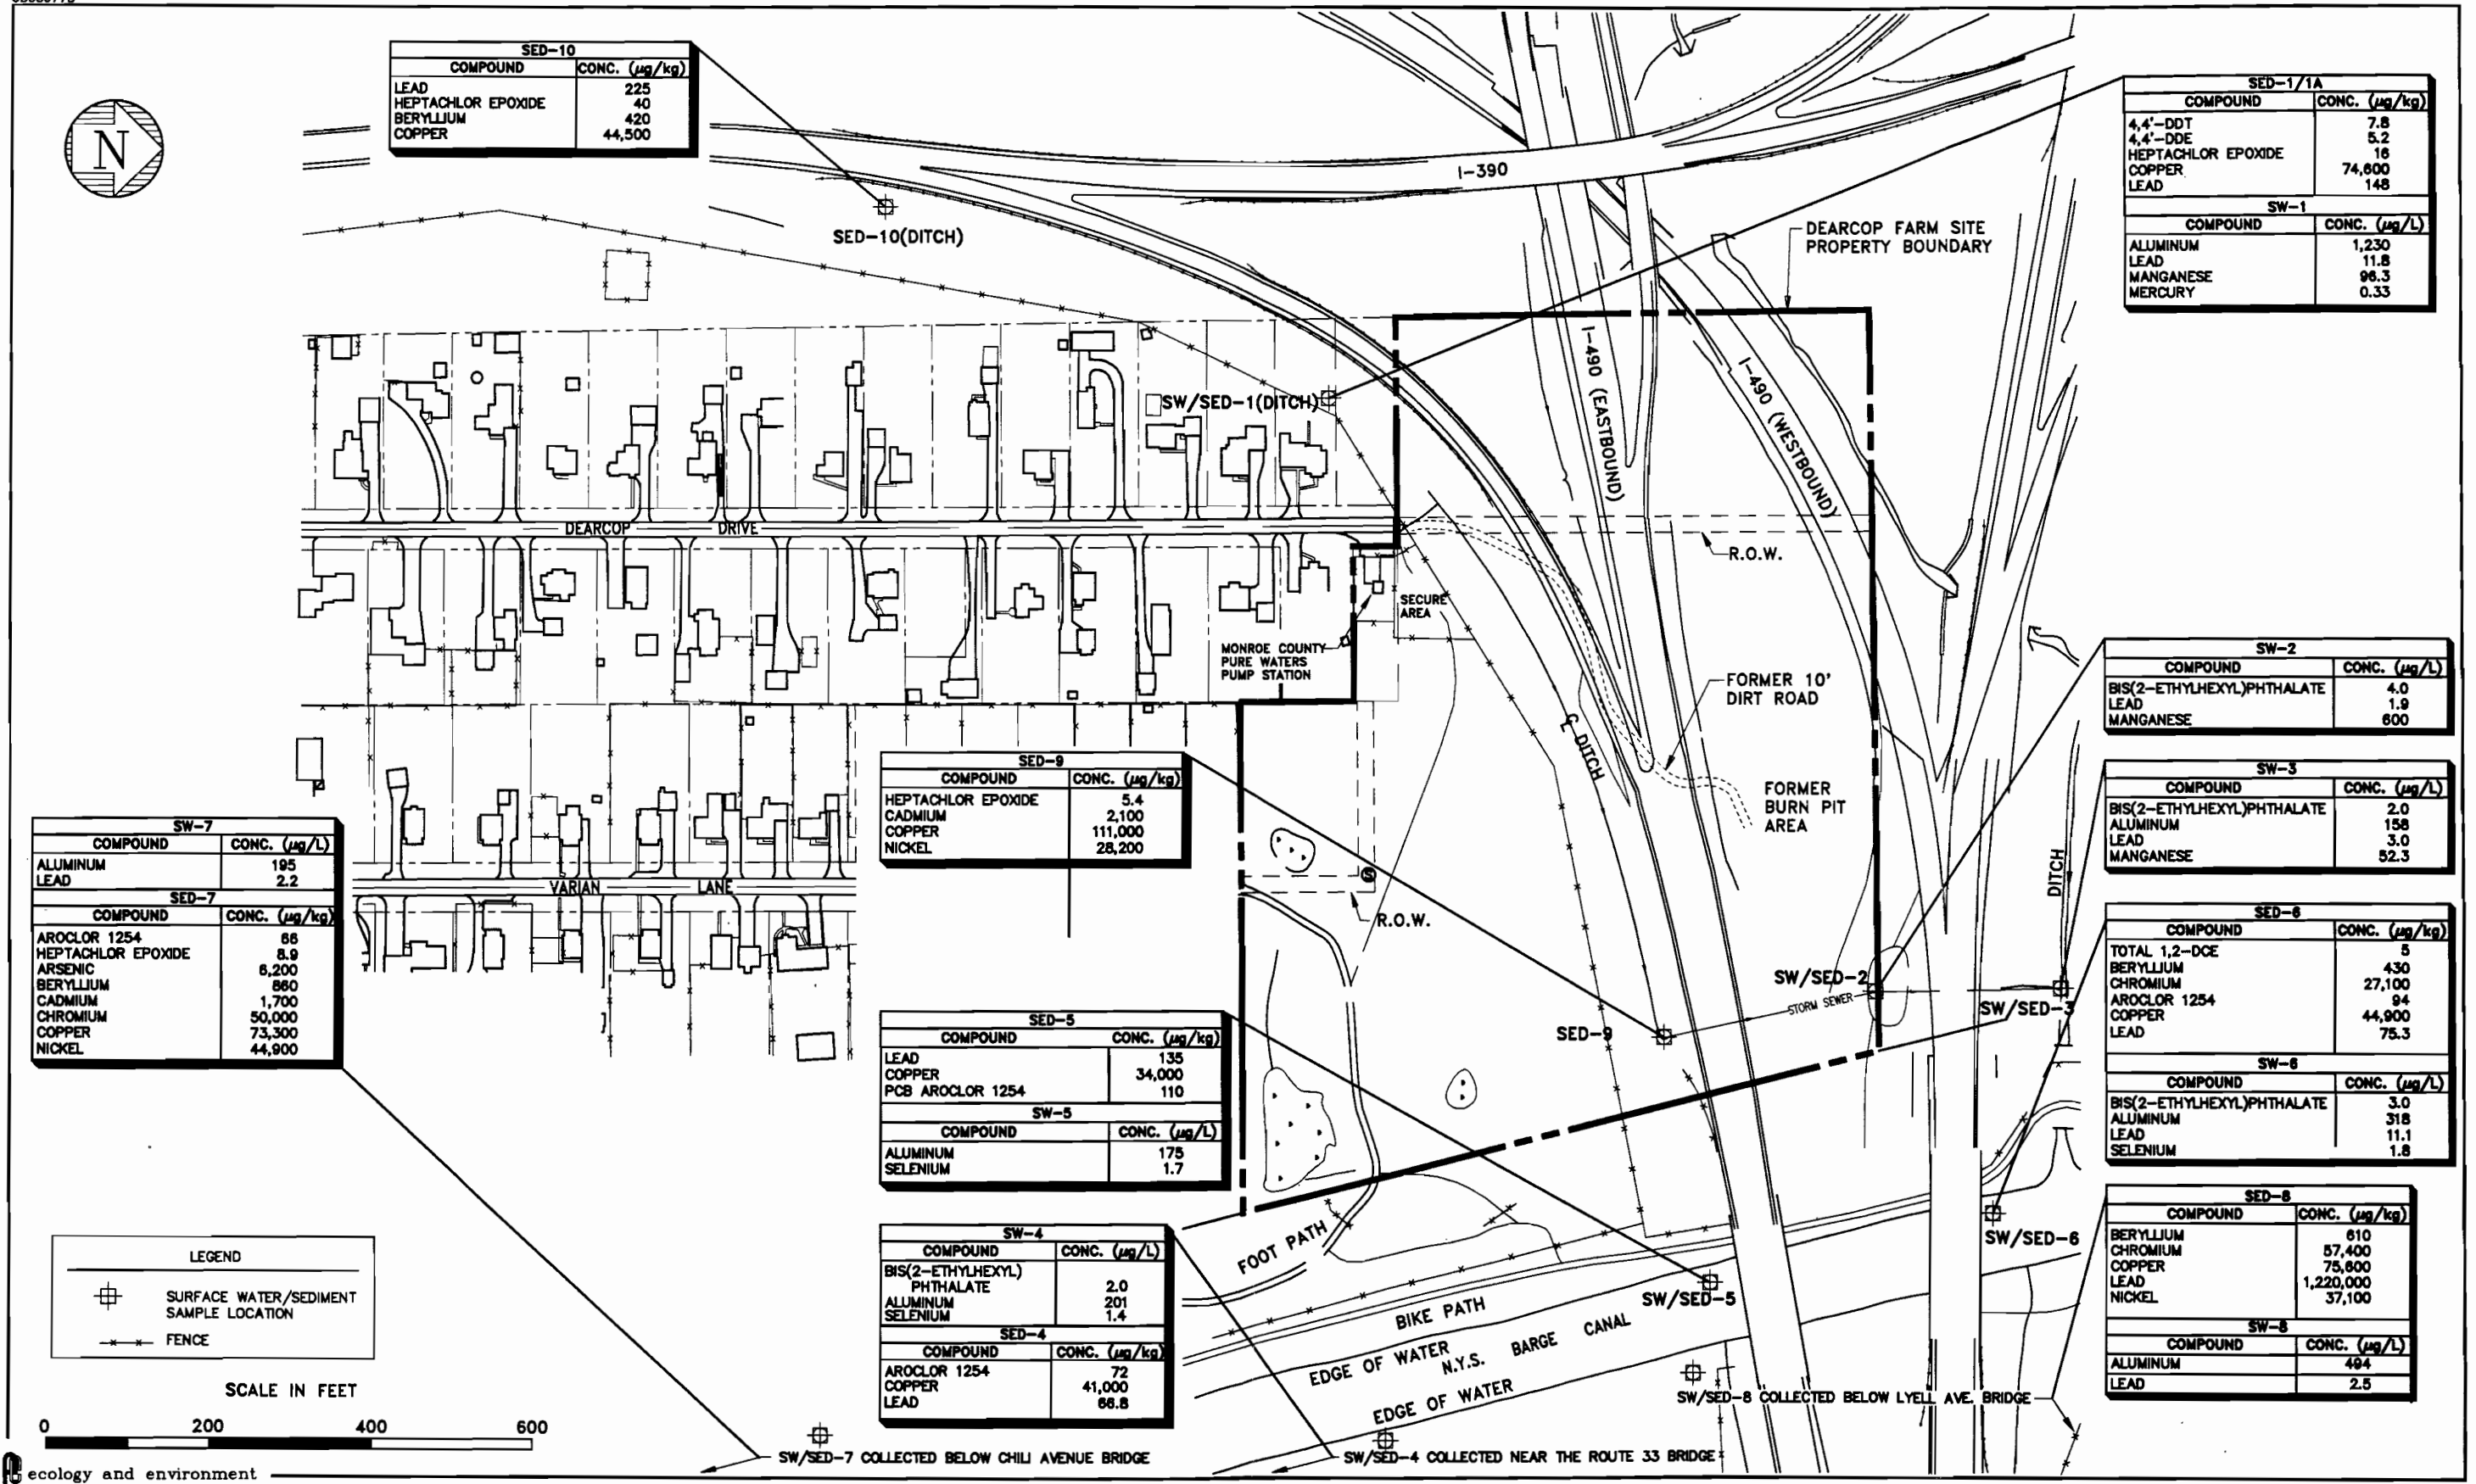 SED-10
COMPOUND CONC. (µg/kg)
LEAD 225
HEPTACHLOR EPOXIDE 40
BERYLLIUM 420
COPPER 44,500
N
SED-1/1A
COMPOUND CONC. (µg/kg)
4,4'-DDT 7.8
4,4'-DDE 5.2
HEPTACHLOR EPOXIDE 16
COPPER 74,600
LEAD 148
SW-1
COMPOUND CONC. (µg/L)
ALUMINUM 1,230
LEAD 11.8
MANGANESE 96.3
MERCURY 0.33
I-390
SED-10(DITCH)
DEARCOP FARM SITE
PROPERTY BOUNDARY
I-490 (EASTBOUND)
I-490 (WESTBOUND)
SW/SED-1(DITCH)
DEARCOP DRIVE
R.O.W.
SECURE
AREA
MONROE COUNTY
PURE WATERS
PUMP STATION
FORMER 10'
DIRT ROAD
℄ DITCH
FORMER
BURN PIT
AREA
SW-2
COMPOUND CONC. (µg/L)
BIS(2-ETHYLHEXYL)PHTHALATE 4.0
LEAD 1.9
MANGANESE 600
SED-9
COMPOUND CONC. (µg/kg)
HEPTACHLOR EPOXIDE 5.4
CADMIUM 2,100
COPPER 111,000
NICKEL 28,200
SW-3
COMPOUND CONC. (µg/L)
BIS(2-ETHYLHEXYL)PHTHALATE 2.0
ALUMINUM 158
LEAD 3.0
MANGANESE 52.3
DITCH
SW-7
COMPOUND CONC. (µg/L)
ALUMINUM 195
LEAD 2.2
SED-7
COMPOUND CONC. (µg/kg)
AROCLOR 1254 66
HEPTACHLOR EPOXIDE 8.9
ARSENIC 6,200
BERYLLIUM 860
CADMIUM 1,700
CHROMIUM 50,000
COPPER 73,300
NICKEL 44,900
VARIAN LANE
S
R.O.W.
SED-6
COMPOUND CONC. (µg/kg)
TOTAL 1,2-DCE 5
BERYLLIUM 430
CHROMIUM 27,100
AROCLOR 1254 94
COPPER 44,900
LEAD 75.3
SW-6
COMPOUND CONC. (µg/L)
BIS(2-ETHYLHEXYL)PHTHALATE 3.0
ALUMINUM 318
LEAD 11.1
SELENIUM 1.8
SW/SED-2
STORM SEWER
SW/SED-3
SED-9
SED-5
COMPOUND CONC. (µg/kg)
LEAD 135
COPPER 34,000
PCB AROCLOR 1254 110
SW-5
COMPOUND CONC. (µg/L)
ALUMINUM 175
SELENIUM 1.7
SED-8
COMPOUND CONC. (µg/kg)
BERYLLIUM 610
CHROMIUM 57,400
COPPER 75,600
LEAD 1,220,000
NICKEL 37,100
SW-8
COMPOUND CONC. (µg/L)
ALUMINUM 494
LEAD 2.5
SW-4
COMPOUND CONC. (µg/L)
BIS(2-ETHYLHEXYL)
PHTHALATE 2.0
ALUMINUM 201
SELENIUM 1.4
SED-4
COMPOUND CONC. (µg/kg)
AROCLOR 1254 72
COPPER 41,000
LEAD 66.8
FOOT PATH
SW/SED-6
SW/SED-5
BIKE PATH
EDGE OF WATER
N.Y.S. BARGE CANAL
EDGE OF WATER
SW/SED-8 COLLECTED BELOW LYELL AVE. BRIDGE
SW/SED-7 COLLECTED BELOW CHILI AVENUE BRIDGE
SW/SED-4 COLLECTED NEAR THE ROUTE 33 BRIDGE
LEGEND
SURFACE WATER/SEDIMENT
SAMPLE LOCATION
FENCE
SCALE IN FEET
0 200 400 600
ecology and environment